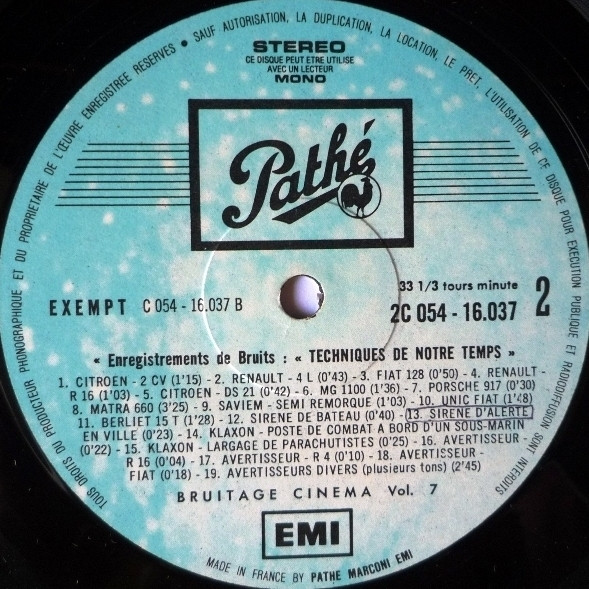 TOUS DROITS DU PRODUCTEUR PHONOGRAPHIQUE ET DU PROPRIETAIRE DE L'ŒUVRE ENREGISTREE RESERVES • SAUF AUTORISATION, LA DUPLICATION, LA LOCATION, LE PRET, L'UTILISATION DE CE DISQUE POUR EXECUTION PUBLIQUE ET RADIODIFFUSION SONT INTERDITS
STEREO
CE DISQUE PEUT ETRE UTILISE
AVEC UN LECTEUR
MONO
Pathé
33 1/3 tours minute
EXEMPT C 054 - 16.037 B
2C 054 - 16.037 2
« Enregistrements de Bruits : « TECHNIQUES DE NOTRE TEMPS »
1. CITROEN - 2 CV (1'15) - 2. RENAULT - 4 L (0'43) - 3. FIAT 128 (0'50) - 4. RENAULT -
R 16 (1'03) - 5. CITROEN - DS 21 (0'42) - 6. MG 1100 (1'36) - 7. PORSCHE 917 (0'30)
8. MATRA 660 (3'25) - 9. SAVIEM - SEMI REMORQUE (1'03) - 10. UNIC FIAT (1'48)
11. BERLIET 15 T (1'28) - 12. SIRENE DE BATEAU (0'40) - 13. SIRENE D'ALERTE
EN VILLE (0'23) - 14. KLAXON - POSTE DE COMBAT A BORD D'UN SOUS-MARIN
(0'22) - 15. KLAXON - LARGAGE DE PARACHUTISTES (0'25) - 16. AVERTISSEUR -
R 16 (0'04) - 17. AVERTISSEUR - R 4 (0'10) - 18. AVERTISSEUR -
FIAT (0'18) - 19. AVERTISSEURS DIVERS (plusieurs tons) (2'45)
BRUITAGE CINEMA Vol. 7
EMI
MADE IN FRANCE BY PATHE MARCONI EMI